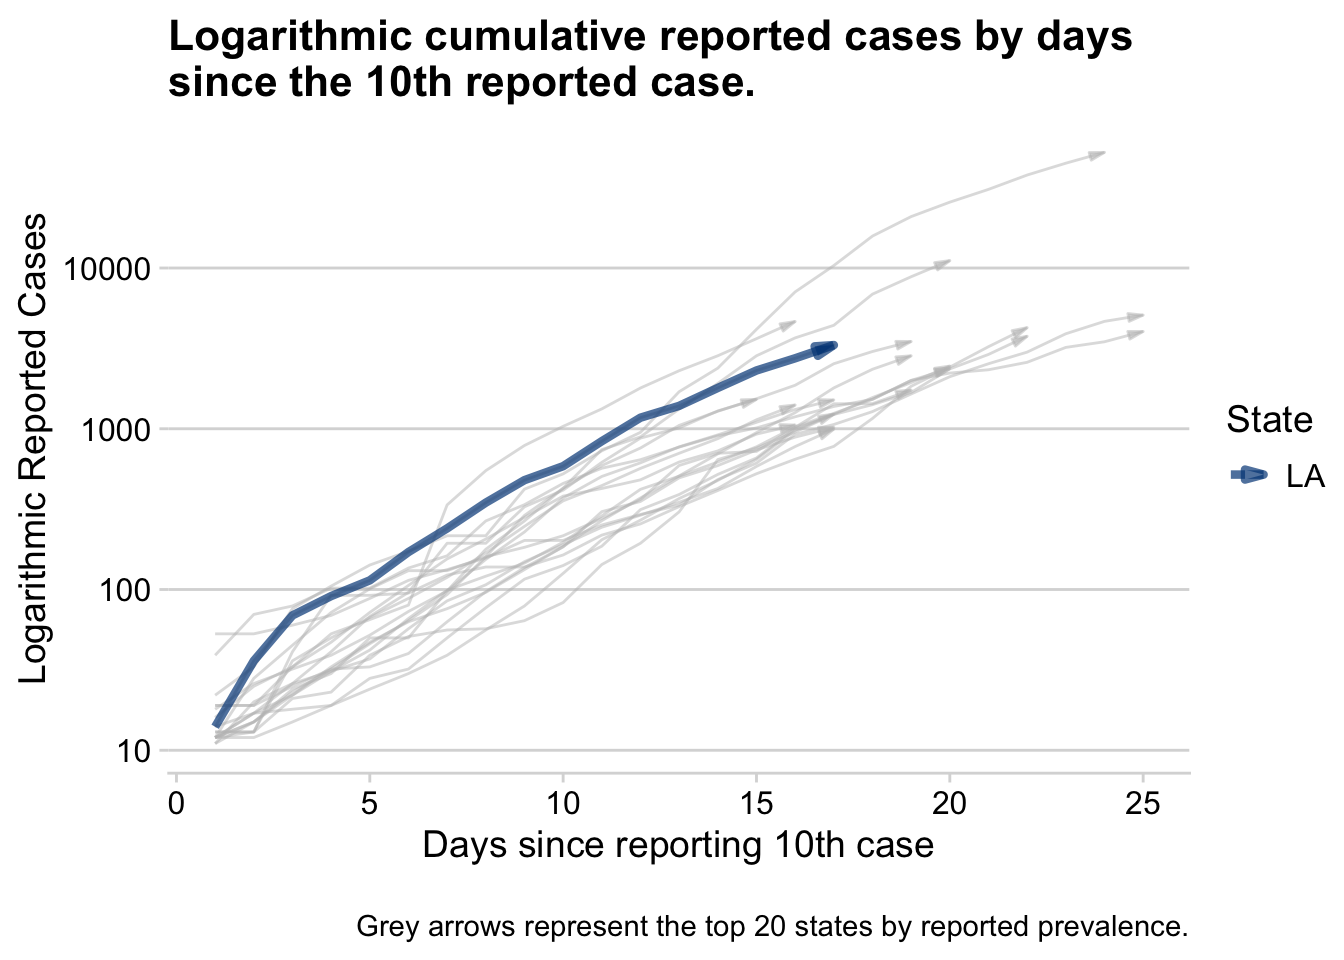 Logarithmic cumulative reported cases by days
since the 10th reported case.
Logarithmic Reported Cases
10000
1000
100
10
0 5 10 15 20 25
Days since reporting 10th case
State
LA
Grey arrows represent the top 20 states by reported prevalence.